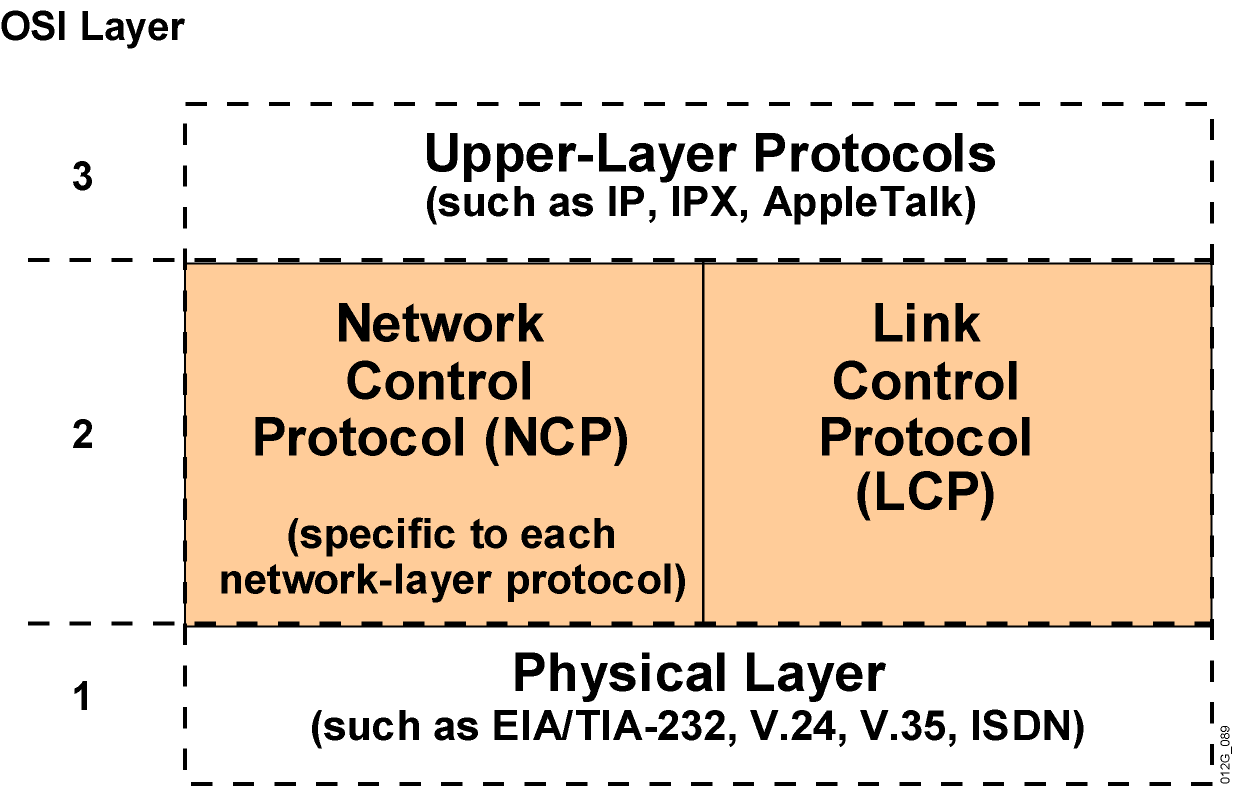 OSI Layer
3
Upper-Layer Protocols
(such as IP, IPX, AppleTalk)
2
Network
Control
Protocol (NCP)
(specific to each
network-layer protocol)
Link
Control
Protocol
(LCP)
1
Physical Layer
(such as EIA/TIA-232, V.24, V.35, ISDN)
012G_089